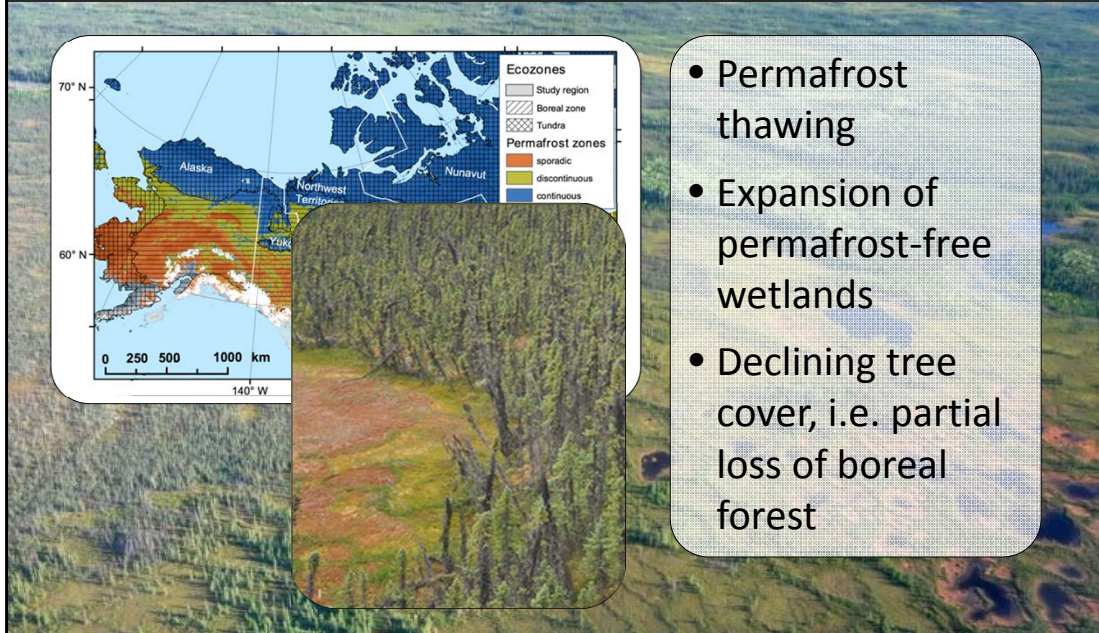 70° N
60° N
Alaska
Northwest
Territories
Nunavut
Ecozones
Study region
Boreal zone
Tundra
Permafrost zones
sporadic
discontinuous
continuous
0 250 500 1000 km
140° W
• Permafrost
thawing
• Expansion of
permafrost-free
wetlands
• Declining tree
cover, i.e. partial
loss of boreal
forest